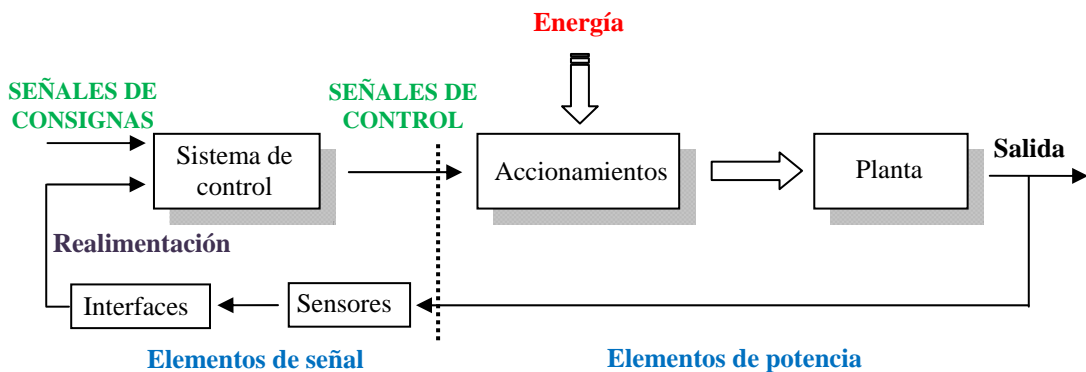 Energía
SEÑALES DE
CONSIGNAS
SEÑALES DE
CONTROL
Sistema de
control
Accionamientos
Planta
Salida
Realimentación
Interfaces
Sensores
Elementos de señal
Elementos de potencia